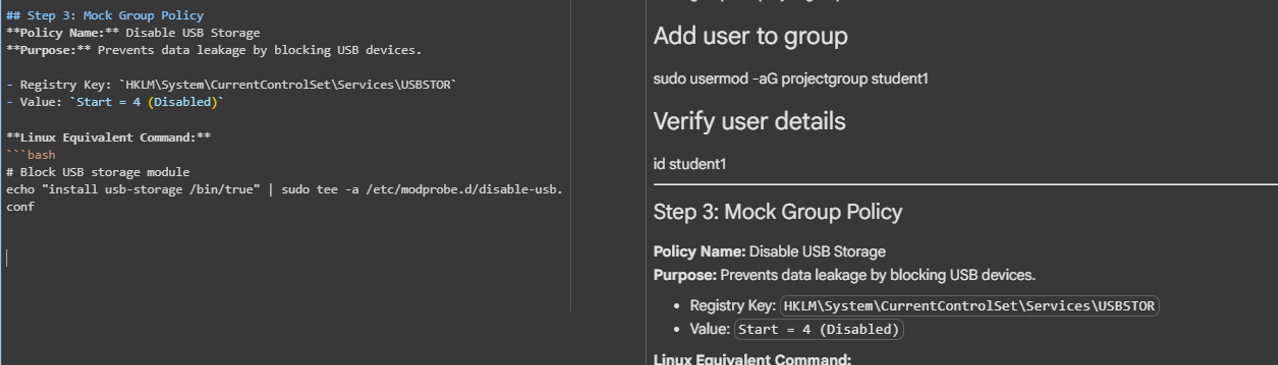 ## Step 3: Mock Group Policy
**Policy Name:** Disable USB Storage
**Purpose:** Prevents data leakage by blocking USB devices.
- Registry Key: `HKLM\System\CurrentControlSet\Services\USBSTOR`
- Value: `Start = 4 (Disabled)`
**Linux Equivalent Command:**
```bash
# Block USB storage module
echo "install usb-storage /bin/true" | sudo tee -a /etc/modprobe.d/disable-usb.
conf
Add user to group
sudo usermod -aG projectgroup student1
Verify user details
id student1
Step 3: Mock Group Policy
Policy Name: Disable USB Storage
Purpose: Prevents data leakage by blocking USB devices.
• Registry Key: HKLM\System\CurrentControlSet\Services\USBSTOR
• Value: Start = 4 (Disabled)
Linux Equivalent Command: